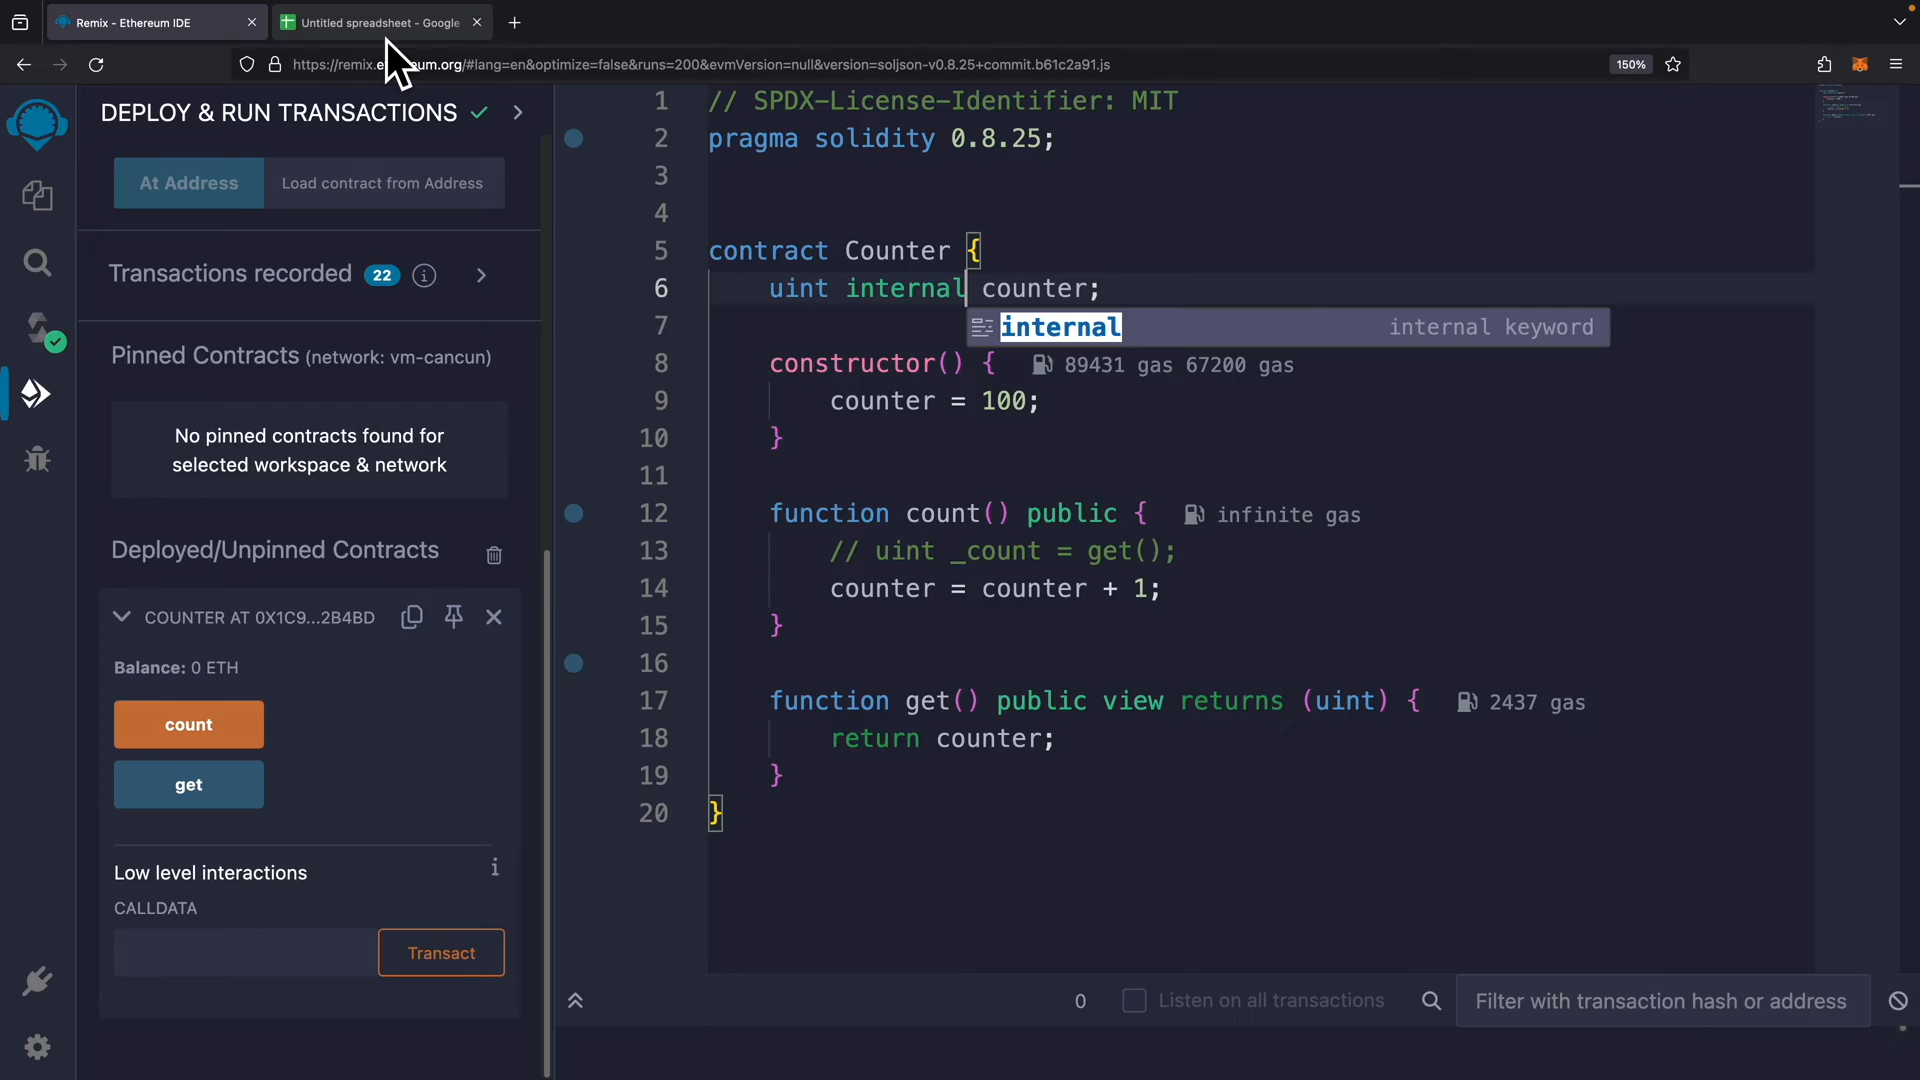 Remix - Ethereum IDE
Untitled spreadsheet - Google
https://remix.e um.org/#lang=en&optimize=false&runs=200&evmVersion=null&version=soljson-v0.8.25+commit.b61c2a91.js
150%
DEPLOY & RUN TRANSACTIONS
At Address
Load contract from Address
Transactions recorded 22
Pinned Contracts (network: vm-cancun)
No pinned contracts found for
selected workspace & network
Deployed/Unpinned Contracts
COUNTER AT 0X1C9...2B4BD
Balance: 0 ETH
count
get
Low level interactions
CALLDATA
Transact
1 // SPDX-License-Identifier: MIT
2 pragma solidity 0.8.25;
3
4
5 contract Counter {
6 uint internal counter;
7 internal internal keyword
8 constructor() { 89431 gas 67200 gas
9 counter = 100;
10 }
11
12 function count() public { infinite gas
13 // uint _count = get();
14 counter = counter + 1;
15 }
16
17 function get() public view returns (uint) { 2437 gas
18 return counter;
19 }
20 }
0
Listen on all transactions
Filter with transaction hash or address